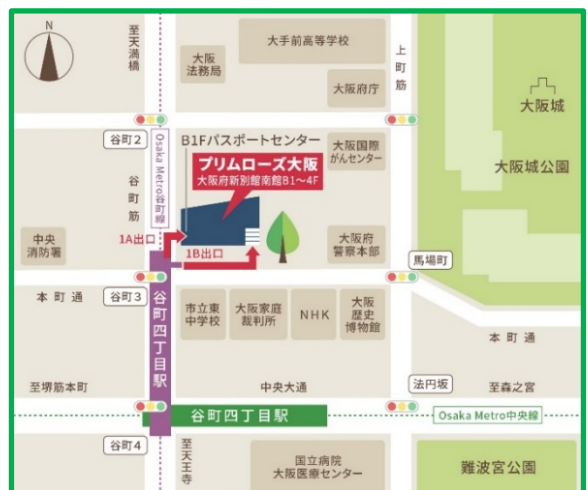 N
至天満橋
大阪
法務局
大手前高等学校
大阪府庁
上町筋
大阪城
大阪城公園
谷町2
Osaka Metro谷町線
B1Fパスポートセンター
プリムローズ大阪
大阪府新別館南館B1〜4F
大阪国際
がんセンター
谷町筋
中央
消防署
1A出口
1B出口
大阪府
警察本部
馬場町
本町通
谷町3
谷町四丁目駅
市立東
中学校
大阪家庭
裁判所
NHK
大阪
歴史
博物館
本町通
至堺筋本町
中央大通
法円坂
至森之宮
谷町四丁目駅
Osaka Metro中央線
谷町4
至天王寺
国立病院
大阪医療センター
難波宮公園